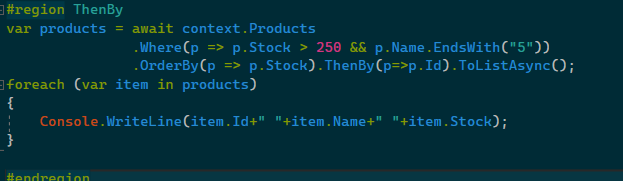 #region ThenBy
var products = await context.Products
.Where(p => p.Stock > 250 && p.Name.EndsWith("5"))
.OrderBy(p => p.Stock).ThenBy(p=>p.Id).ToListAsync();
foreach (var item in products)
{
Console.WriteLine(item.Id+" "+item.Name+" "+item.Stock);
}
#endregion